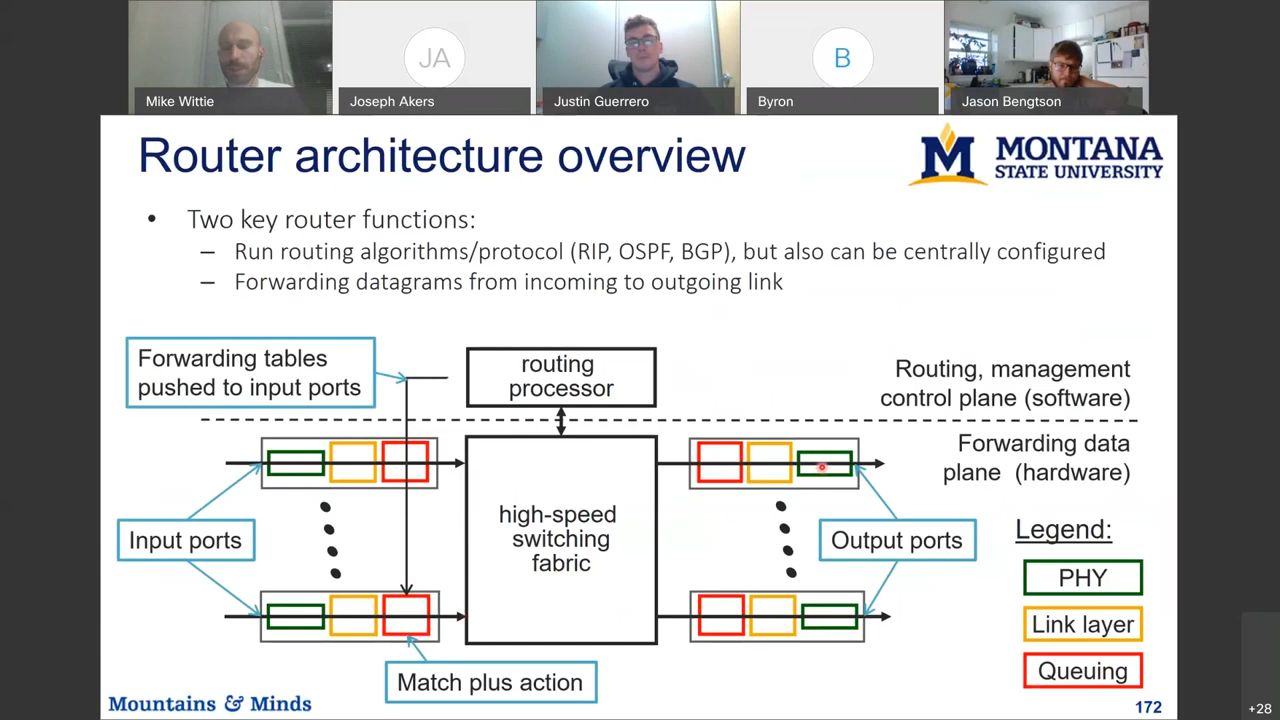 Mike Wittie
JA
Joseph Akers
Justin Guerrero
B
Byron
Jason Bengtson
Router architecture overview
M
MONTANA
STATE UNIVERSITY
• Two key router functions:
– Run routing algorithms/protocol (RIP, OSPF, BGP), but also can be centrally configured
– Forwarding datagrams from incoming to outgoing link
Forwarding tables
pushed to input ports
routing
processor
Routing, management
control plane (software)
Forwarding data
plane (hardware)
Input ports
high-speed
switching
fabric
Output ports
Legend:
PHY
Link layer
Queuing
Match plus action
Mountains & Minds
172
+28